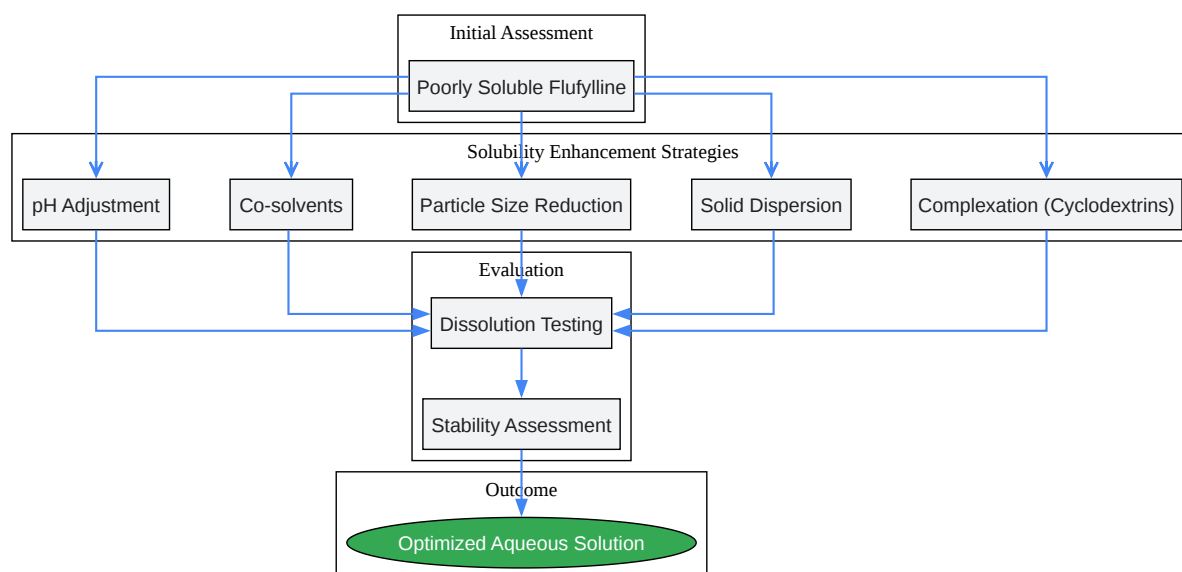 Initial Assessment
Poorly Soluble Flufylline
Solubility Enhancement Strategies
pH Adjustment
Co-solvents
Particle Size Reduction
Solid Dispersion
Complexation (Cyclodextrins)
Evaluation
Dissolution Testing
Stability Assessment
Outcome
Optimized Aqueous Solution